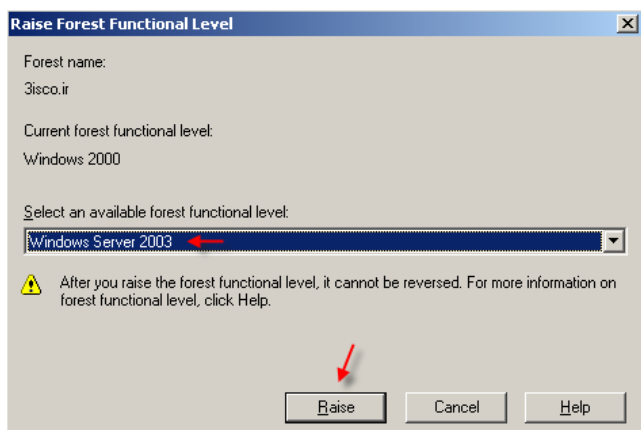 Raise Forest Functional Level
Forest name:
3isco.ir
Current forest functional level:
Windows 2000
Select an available forest functional level:
Windows Server 2003
After you raise the forest functional level, it cannot be reversed. For more information on
forest functional level, click Help.
Raise
Cancel
Help